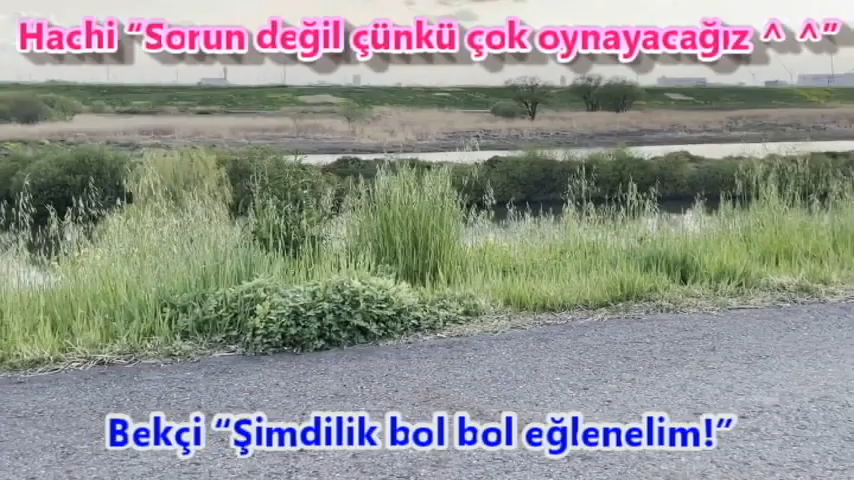 Hachi “Sorun değil çünkü çok oynayacağız ^ ^”
Bekçi “Şimdilik bol bol eğlenelim!”